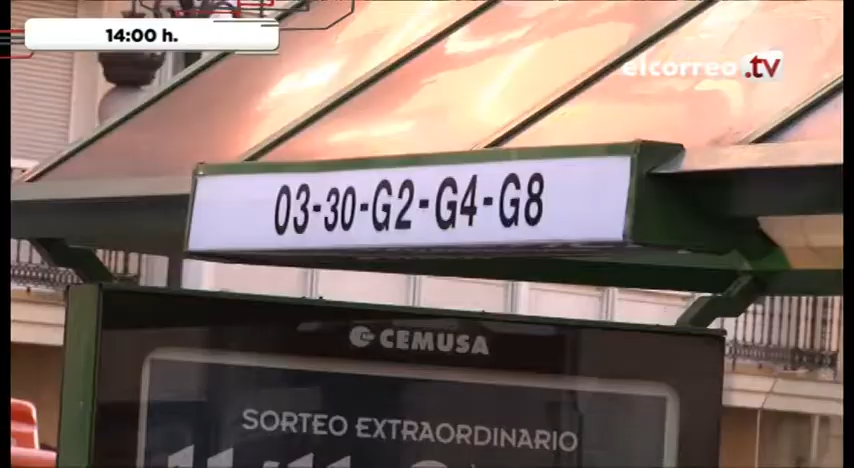 14:00 h.
elcorreo.tv
03-30-G2-G4-G8
CEMUSA
SORTEO EXTRAORDINARIO